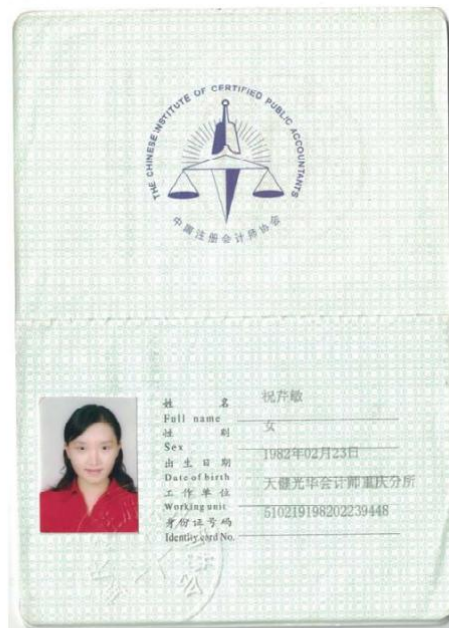 THE CHINESE INSTITUTE OF CERTIFIED PUBLIC ACCOUNTANTS
中国注册会计师协会
姓 名 祝芹敏
Full name
性 别 女
Sex
出生日期 1982年02月23日
Date of birth
工作单位 天健光华会计师重庆分所
Working unit
身份证号码 510219198202239448
Identity card No.